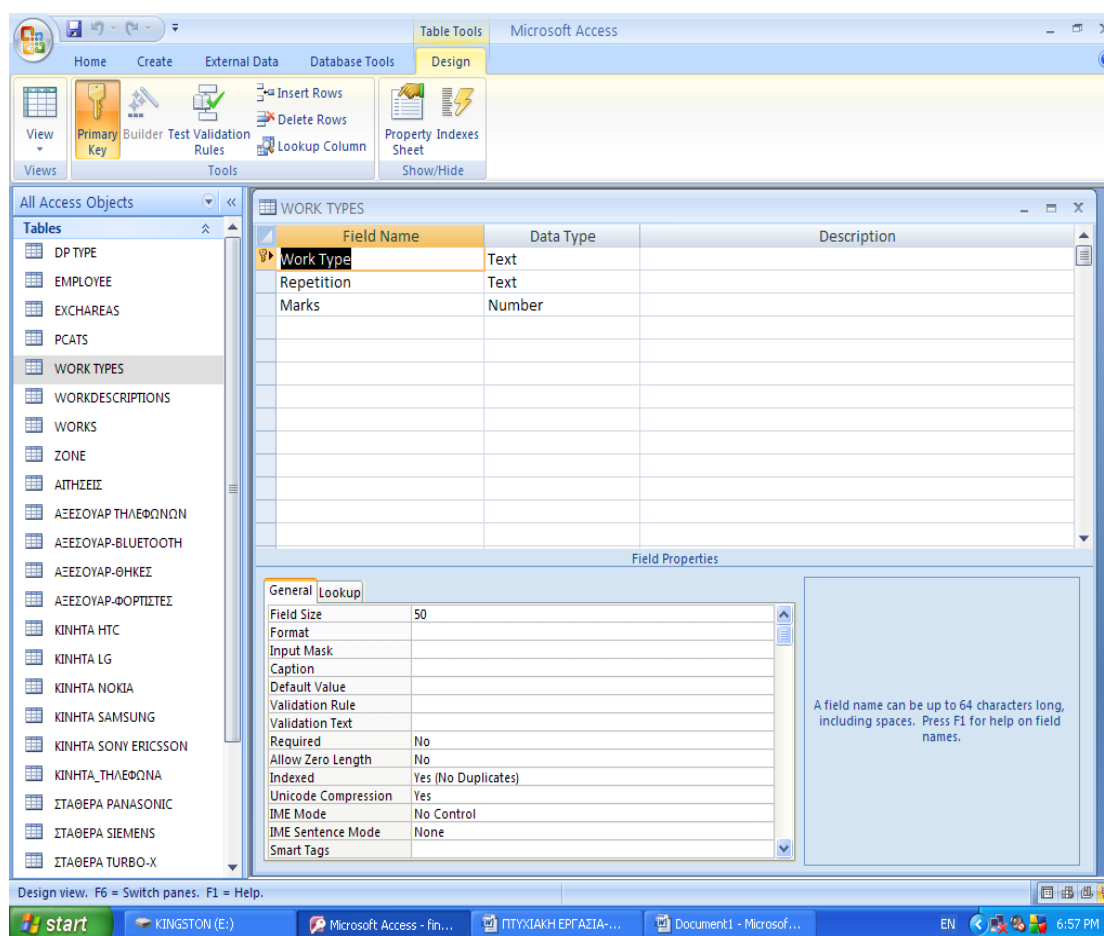 Table Tools Microsoft Access
Home Create External Data Database Tools Design
View
Views
Primary Key
Builder
Test Validation Rules
Insert Rows
Delete Rows
Lookup Column
Tools
Property Sheet
Indexes
Show/Hide
All Access Objects
Tables
DP TYPE
EMPLOYEE
EXCHAREAS
PCATS
WORK TYPES
WORKDESCRIPTIONS
WORKS
ZONE
ΑΙΤΗΣΕΙΣ
ΑΞΕΣΟΥΑΡ ΤΗΛΕΦΩΝΩΝ
ΑΞΕΣΟΥΑΡ-BLUETOOTH
ΑΞΕΣΟΥΑΡ-ΘΗΚΕΣ
ΑΞΕΣΟΥΑΡ-ΦΟΡΤΙΣΤΕΣ
ΚΙΝΗΤΑ HTC
ΚΙΝΗΤΑ LG
ΚΙΝΗΤΑ NOKIA
ΚΙΝΗΤΑ SAMSUNG
ΚΙΝΗΤΑ SONY ERICSSON
ΚΙΝΗΤΑ_ΤΗΛΕΦΩΝΑ
ΣΤΑΘΕΡΑ PANASONIC
ΣΤΑΘΕΡΑ SIEMENS
ΣΤΑΘΕΡΑ TURBO-X
WORK TYPES
Field Name Data Type Description
Work Type Text
Repetition Text
Marks Number
Field Properties
General Lookup
Field Size 50
Format
Input Mask
Caption
Default Value
Validation Rule
Validation Text
Required No
Allow Zero Length No
Indexed Yes (No Duplicates)
Unicode Compression Yes
IME Mode No Control
IME Sentence Mode None
Smart Tags
A field name can be up to 64 characters long,
including spaces. Press F1 for help on field
names.
Design view. F6 = Switch panes. F1 = Help.
start KINGSTON (E:) Microsoft Access - fin... ΠΤΥΧΙΑΚΗ ΕΡΓΑΣΙΑ-... Document1 - Microsof... EN 6:57 PM